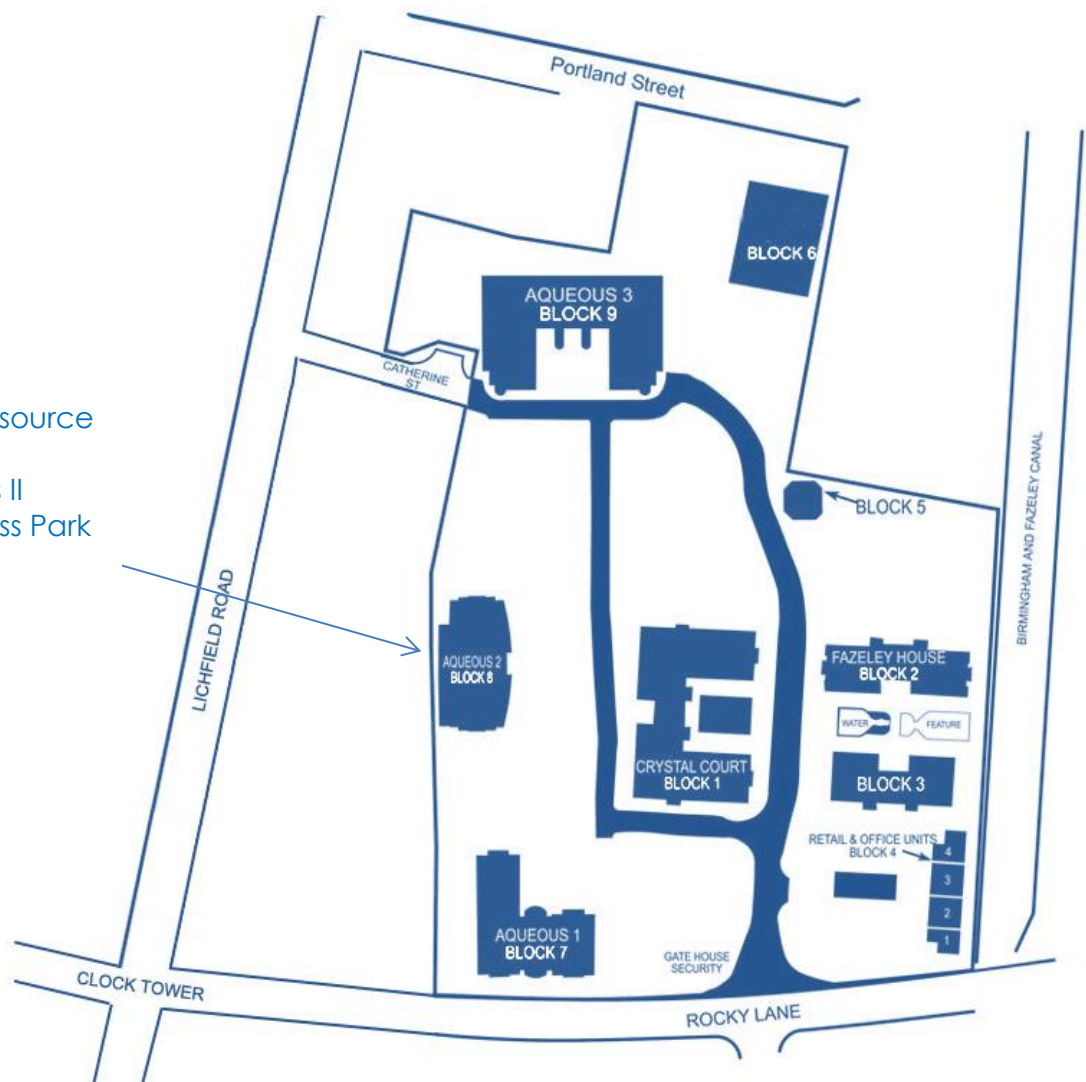 Portland Street
BLOCK 6
AQUEOUS 3
BLOCK 9
CATHERINE
ST
source
II
ss Park
BLOCK 5
BIRMINGHAM AND FAZELEY CANAL
LICHFIELD ROAD
AQUEOUS 2
BLOCK 8
FAZELEY HOUSE
BLOCK 2
WATER
FEATURE
CRYSTAL COURT
BLOCK 1
BLOCK 3
RETAIL & OFFICE UNITS
BLOCK 4
4
3
2
1
AQUEOUS 1
BLOCK 7
GATE HOUSE
SECURITY
CLOCK TOWER
ROCKY LANE